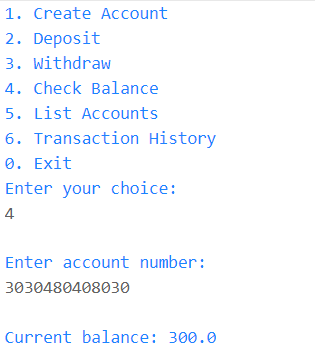 1. Create Account
2. Deposit
3. Withdraw
4. Check Balance
5. List Accounts
6. Transaction History
0. Exit
Enter your choice:
4
Enter account number:
3030480408030
Current balance: 300.0